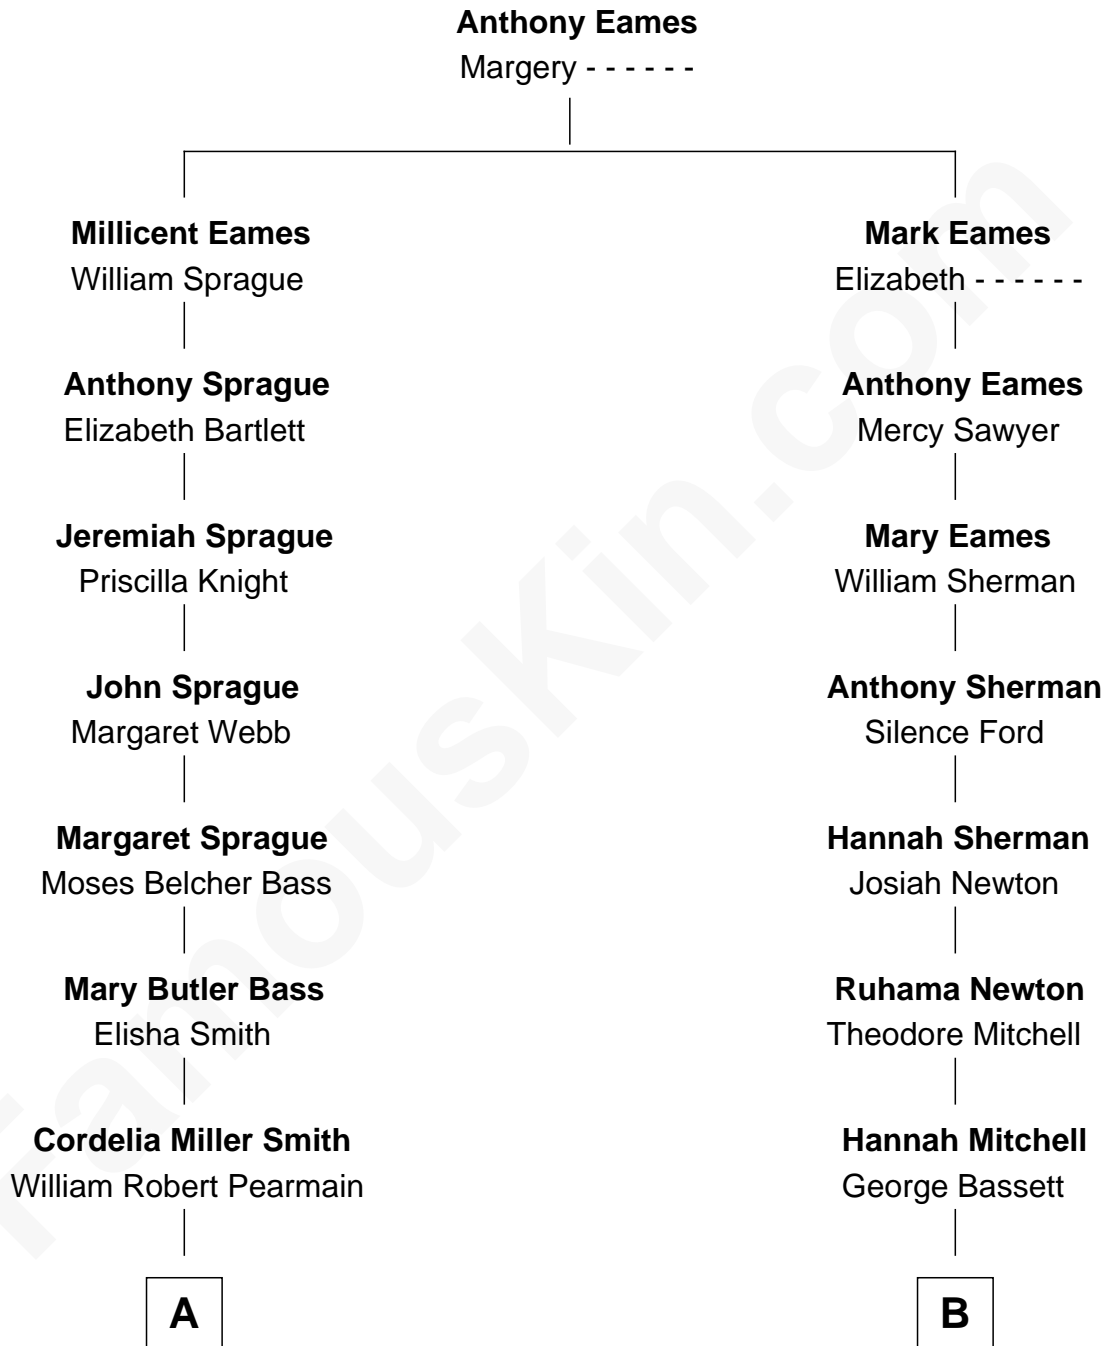 Anthony Eames
Margery - - - - - -
Millicent Eames
William Sprague
Mark Eames
Elizabeth - - - - - -
Anthony Sprague
Elizabeth Bartlett
Anthony Eames
Mercy Sawyer
Jeremiah Sprague
Priscilla Knight
Mary Eames
William Sherman
John Sprague
Margaret Webb
Anthony Sherman
Silence Ford
Margaret Sprague
Moses Belcher Bass
Hannah Sherman
Josiah Newton
Mary Butler Bass
Elisha Smith
Ruhama Newton
Theodore Mitchell
Cordelia Miller Smith
William Robert Pearmain
Hannah Mitchell
George Bassett
A
B
FamousKin.com